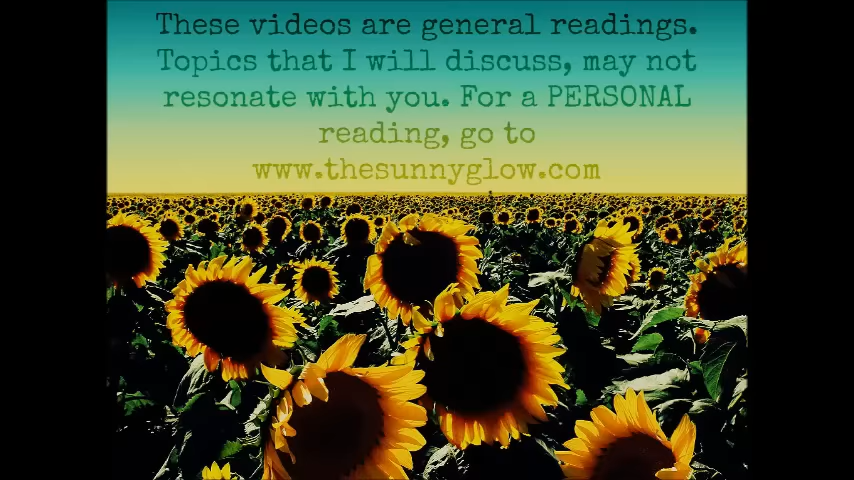 These videos are general readings.
Topics that I will discuss, may not
resonate with you. For a PERSONAL
reading, go to
www.thesunnyglow.com